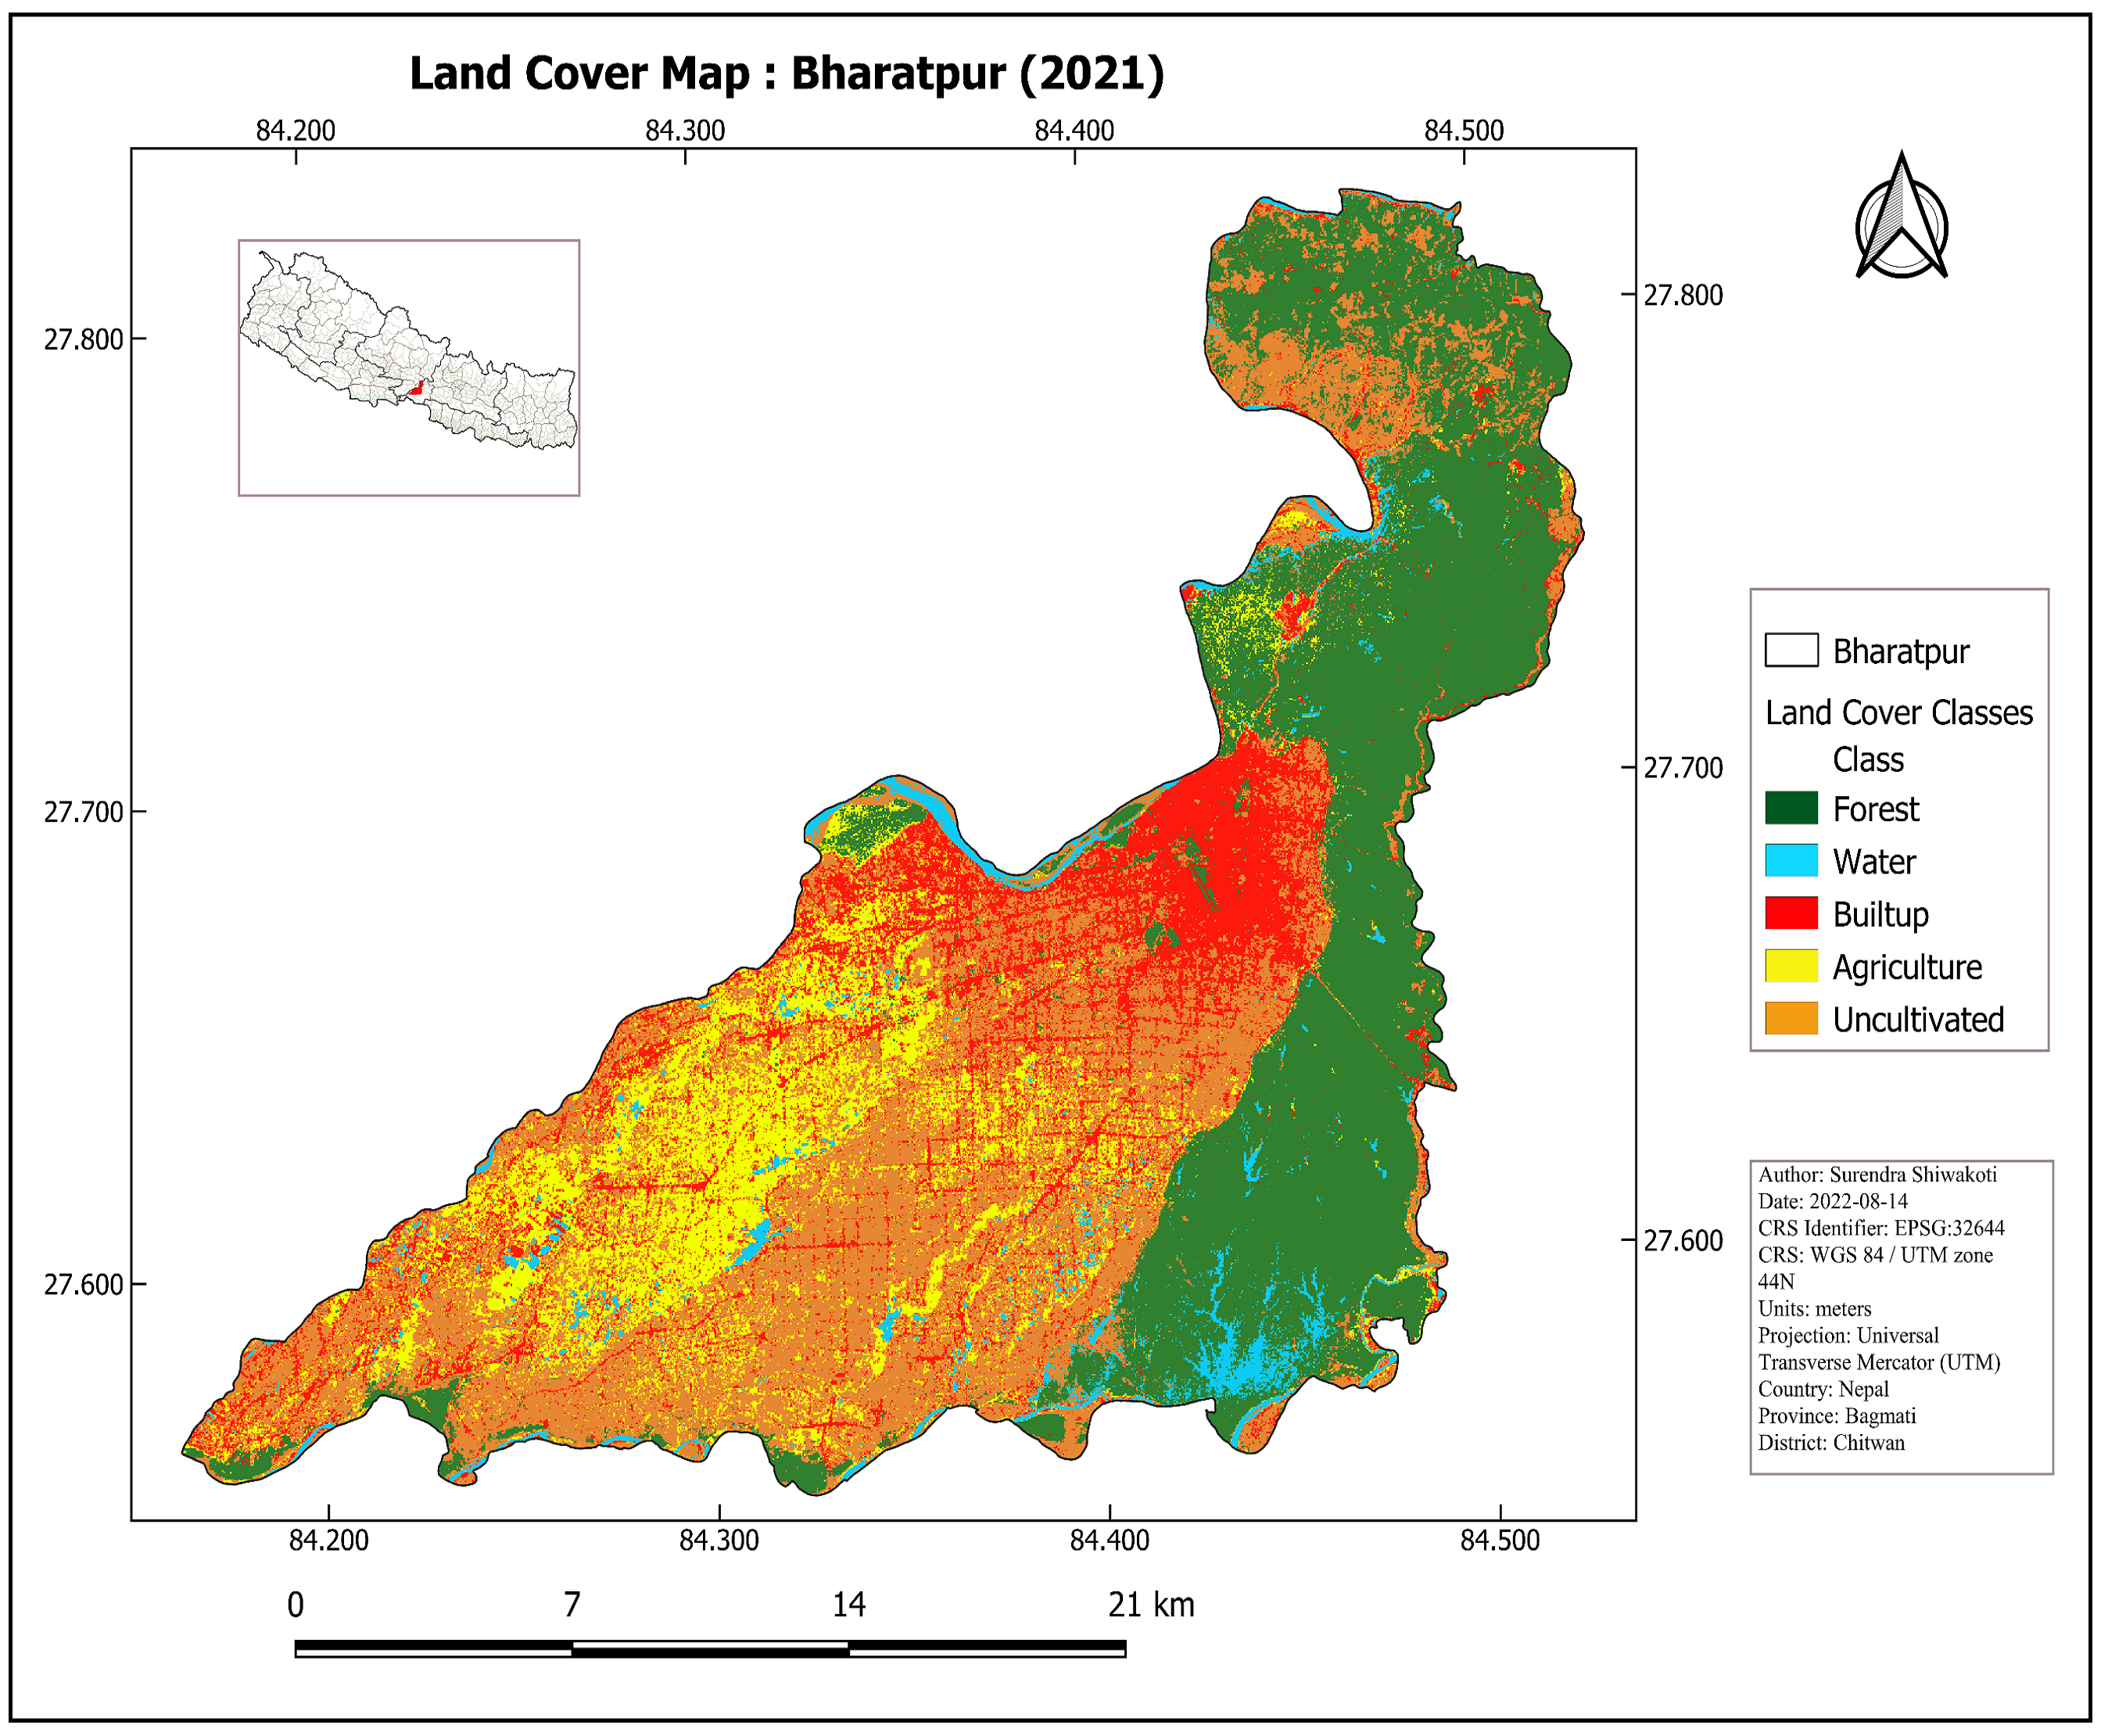 Land Cover Map : Bharatpur (2021)
84.200 84.300 84.400 84.500
27.800 27.800
27.700 27.700
27.600 27.600
84.200 84.300 84.400 84.500
0 7 14 21 km
Bharatpur
Land Cover Classes
Class
Forest
Water
Builtup
Agriculture
Uncultivated
Author: Surendra Shiwakoti
Date: 2022-08-14
CRS Identifier: EPSG:32644
CRS: WGS 84 / UTM zone
44N
Units: meters
Projection: Universal
Transverse Mercator (UTM)
Country: Nepal
Province: Bagmati
District: Chitwan